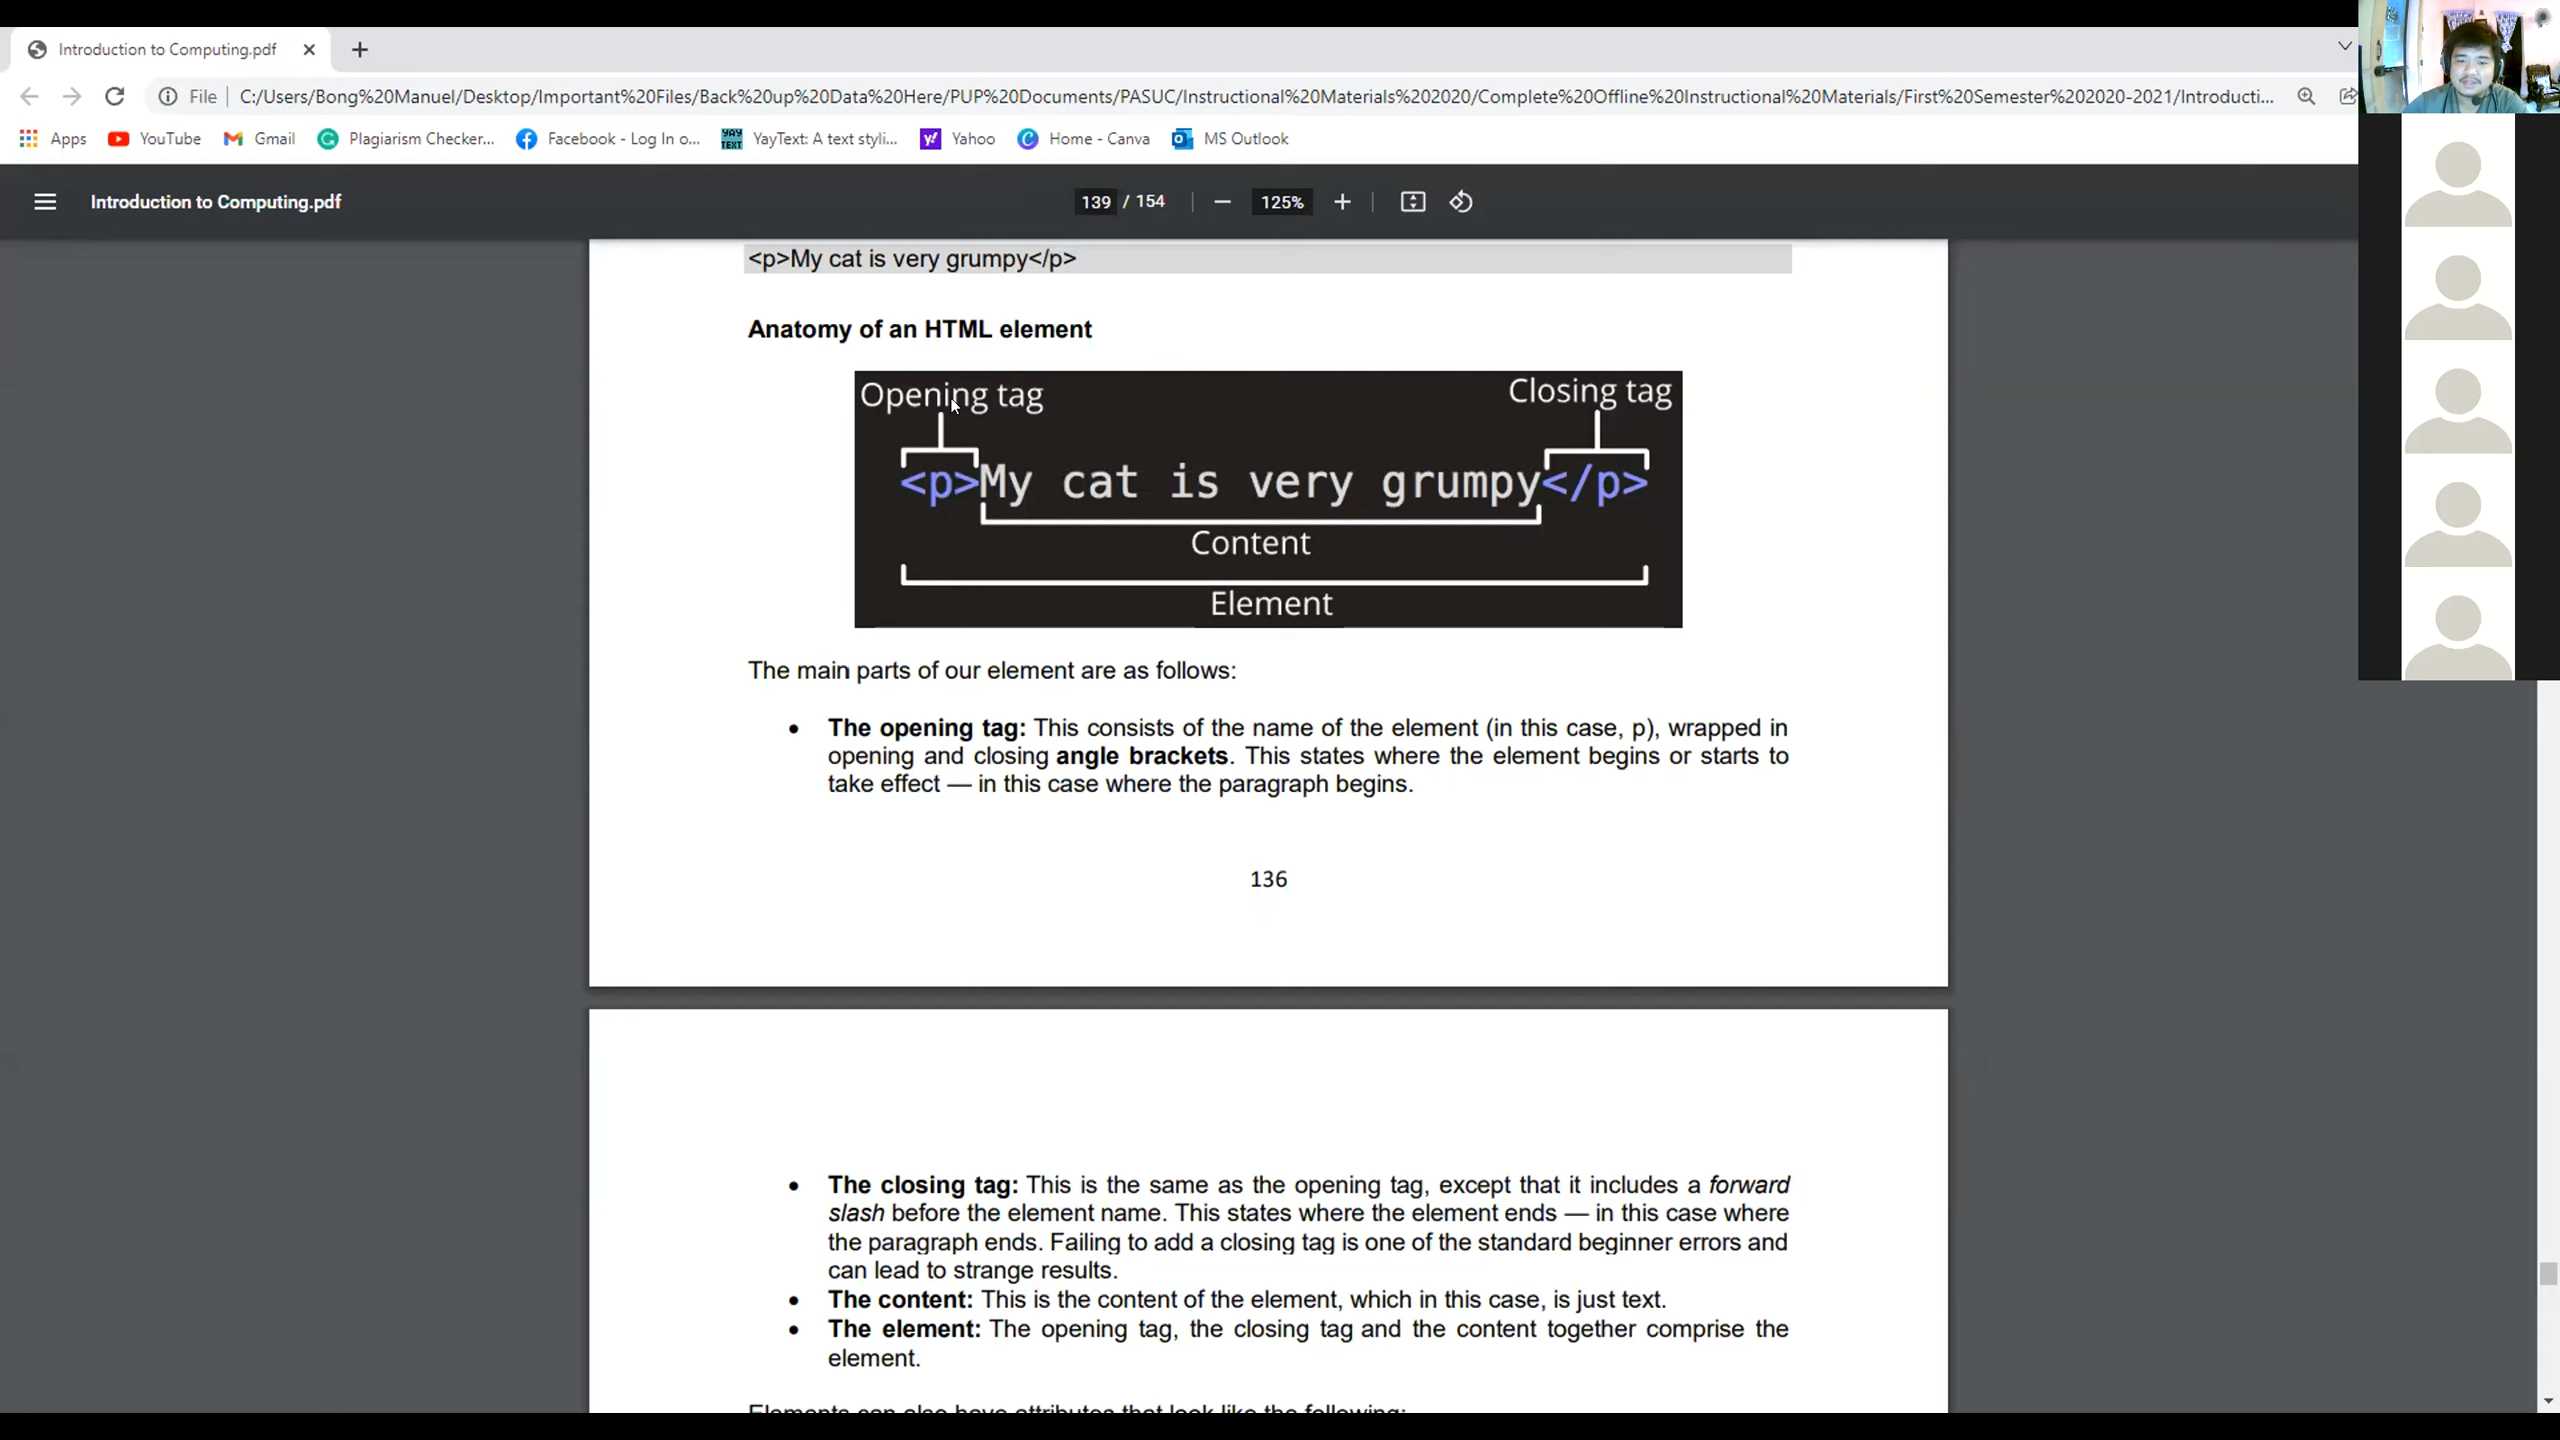 Introduction to Computing.pdf
File
C:/Users/Bong%20Manuel/Desktop/Important%20Files/Back%20up%20Data%20Here/PUP%20Documents/PASUC/Instructional%20Materials%202020/Complete%20Offline%20Instructional%20Materials/First%20Semester%202020-2021/Introducti...
Apps YouTube Gmail Plagiarism Checker... Facebook - Log In o... YayText: A text styli... Yahoo Home - Canva MS Outlook
Introduction to Computing.pdf 139 / 154 125%
<p>My cat is very grumpy</p>
Anatomy of an HTML element
Opening tag Closing tag
<p>My cat is very grumpy</p>
Content
Element
The main parts of our element are as follows:
• The opening tag: This consists of the name of the element (in this case, p), wrapped in
opening and closing angle brackets. This states where the element begins or starts to
take effect — in this case where the paragraph begins.
136
• The closing tag: This is the same as the opening tag, except that it includes a forward
slash before the element name. This states where the element ends — in this case where
the paragraph ends. Failing to add a closing tag is one of the standard beginner errors and
can lead to strange results.
• The content: This is the content of the element, which in this case, is just text.
• The element: The opening tag, the closing tag and the content together comprise the
element.
Elements can also have attributes that look like the following: